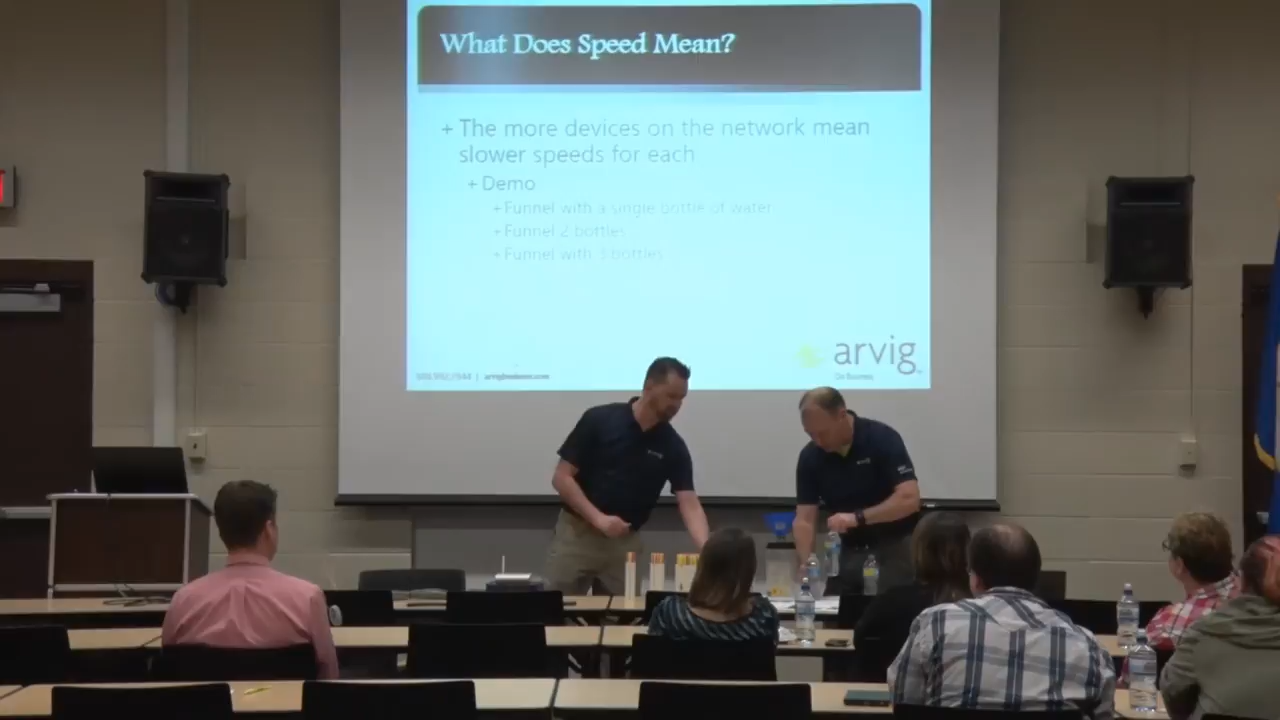 What Does Speed Mean?
+ The more devices on the network mean
slower speeds for each
+ Demo
+ Funnel with a single bottle of water
+ Funnel 2 bottles
+ Funnel with 3 bottles
arvig
arvig